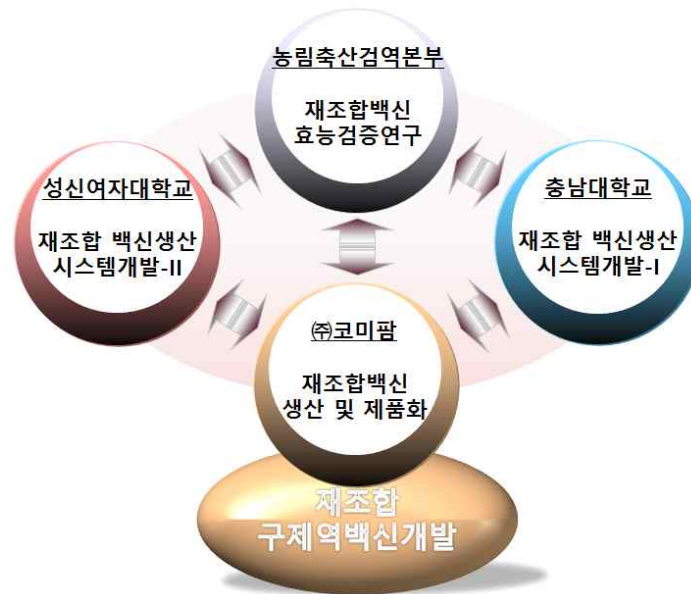 농림축산검역본부
재조합백신
효능검증연구
성신여자대학교
재조합 백신생산
시스템개발-II
충남대학교
재조합 백신생산
시스템개발-I
㈜코미팜
재조합백신
생산 및 제품화
재조합
구제역백신개발